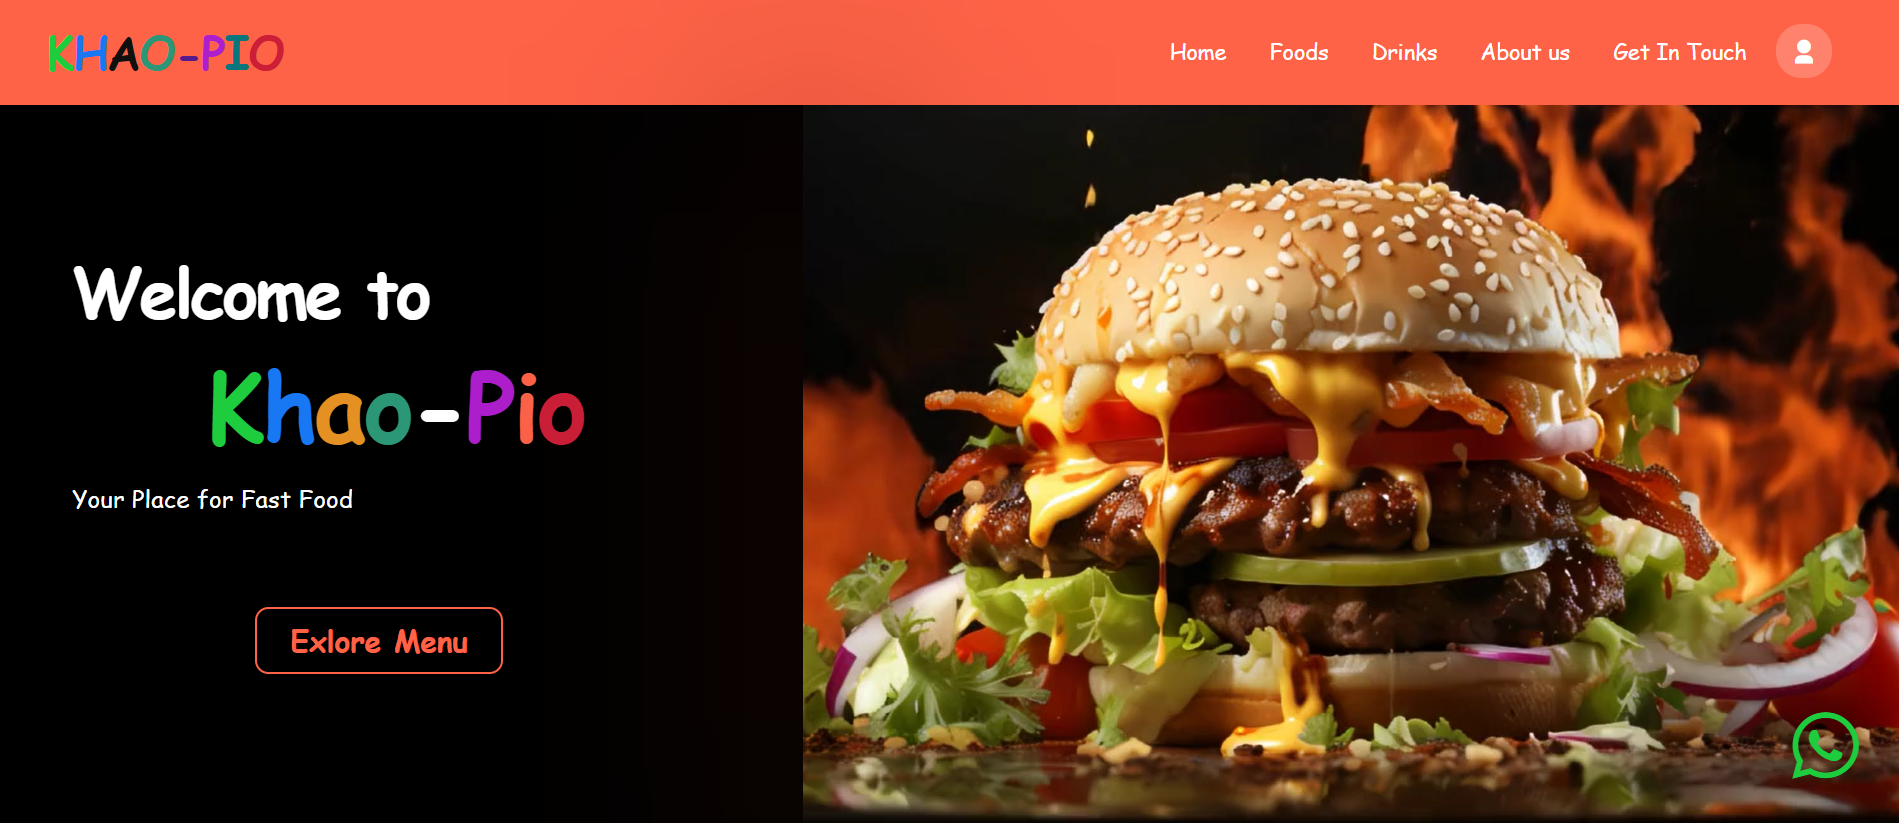 KHAO-PIO
Home Foods Drinks About us Get In Touch
Welcome to
Khao-Pio
Your Place for Fast Food
Exlore Menu